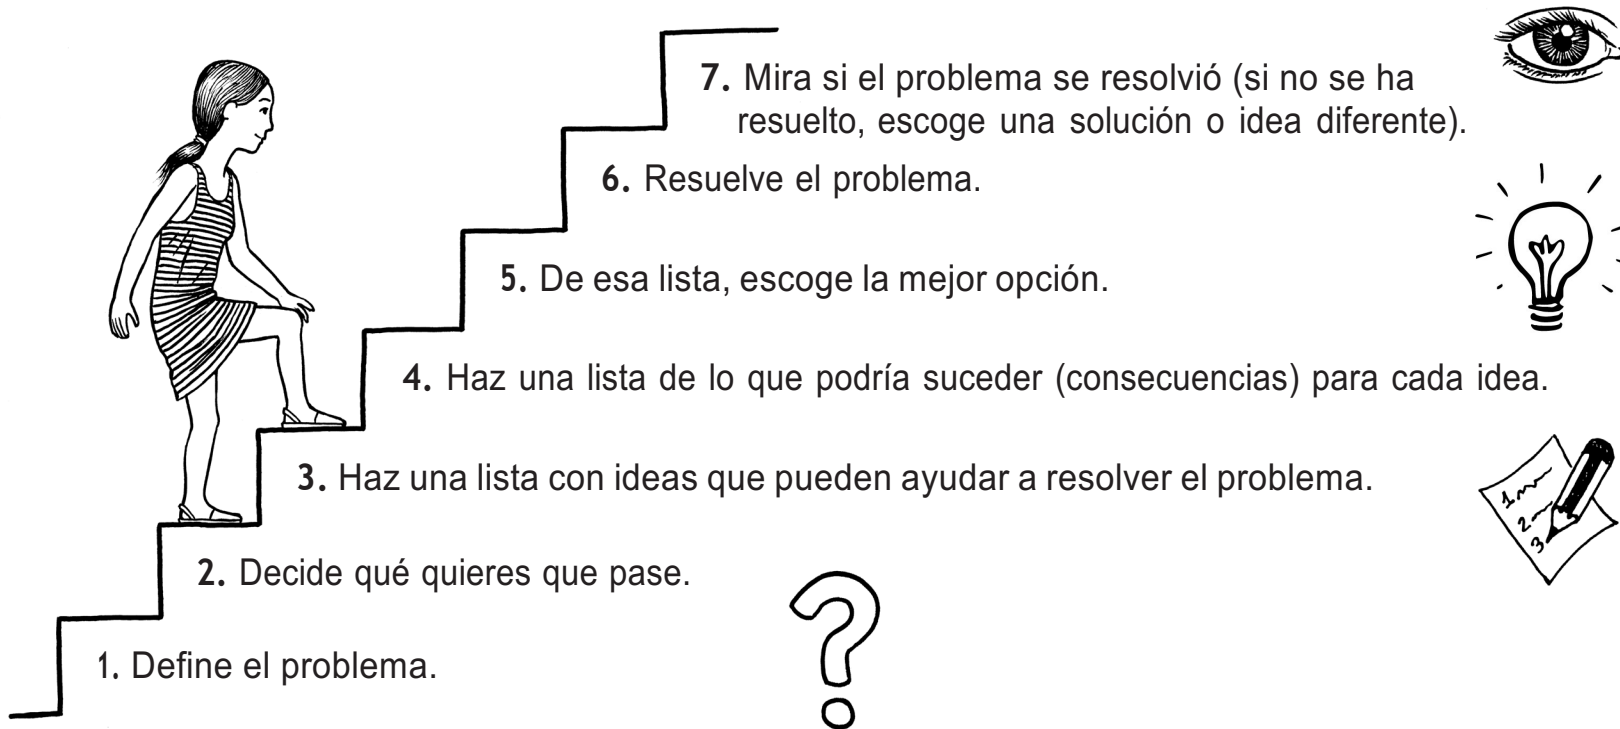 7. Mira si el problema se resolvió (si no se ha
resuelto, escoge una solución o idea diferente).
6. Resuelve el problema.
5. De esa lista, escoge la mejor opción.
4. Haz una lista de lo que podría suceder (consecuencias) para cada idea.
3. Haz una lista con ideas que pueden ayudar a resolver el problema.
2. Decide qué quieres que pase.
1. Define el problema.
?
1
2
3